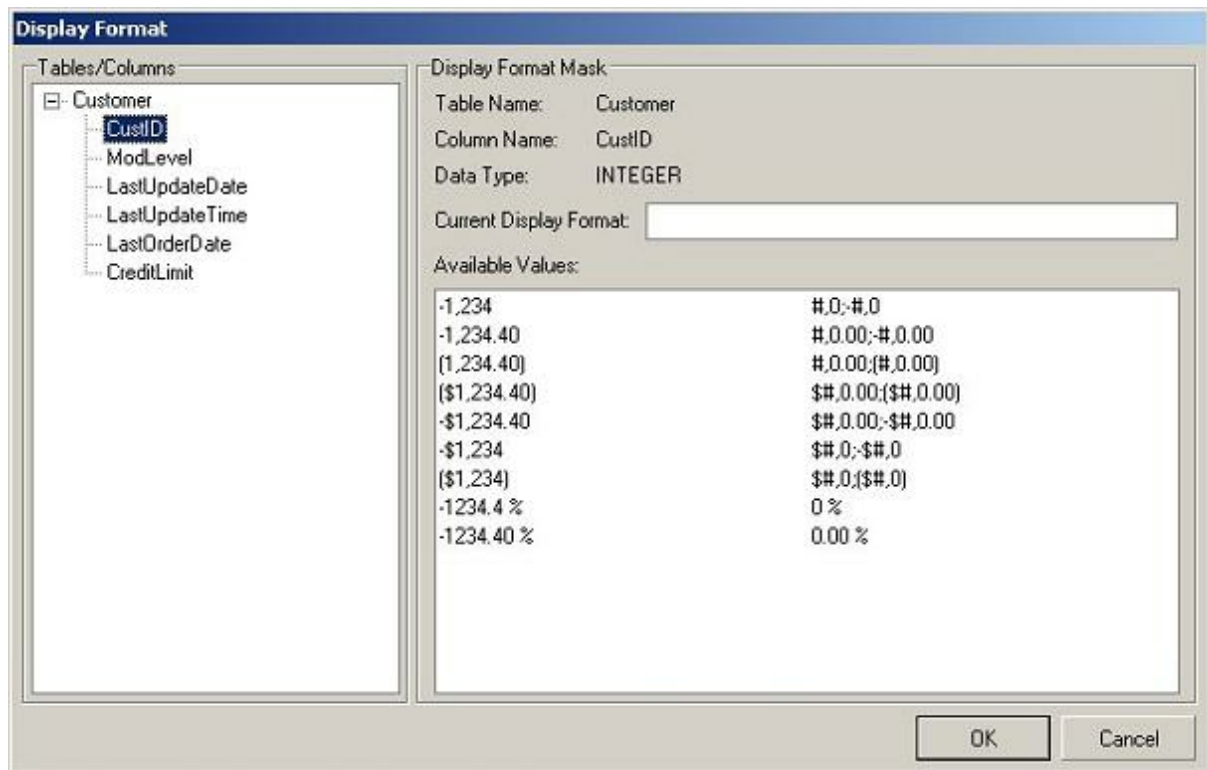 Display Format
Tables/Columns
Customer
CustID
ModLevel
LastUpdateDate
LastUpdateTime
LastOrderDate
CreditLimit
Display Format Mask
Table Name: Customer
Column Name: CustID
Data Type: INTEGER
Current Display Format:
Available Values:
-1,234 #,0;-#,0
-1,234.40 #,0.00;-#,0.00
(1,234.40) #,0.00;(#,0.00)
($1,234.40) $#,0.00;($#,0.00)
-$1,234.40 $#,0.00;-$#,0.00
-$1,234 $#,0;-$#,0
($1,234) $#,0;($#,0)
-1234.4 % 0 %
-1234.40 % 0.00 %
OK Cancel